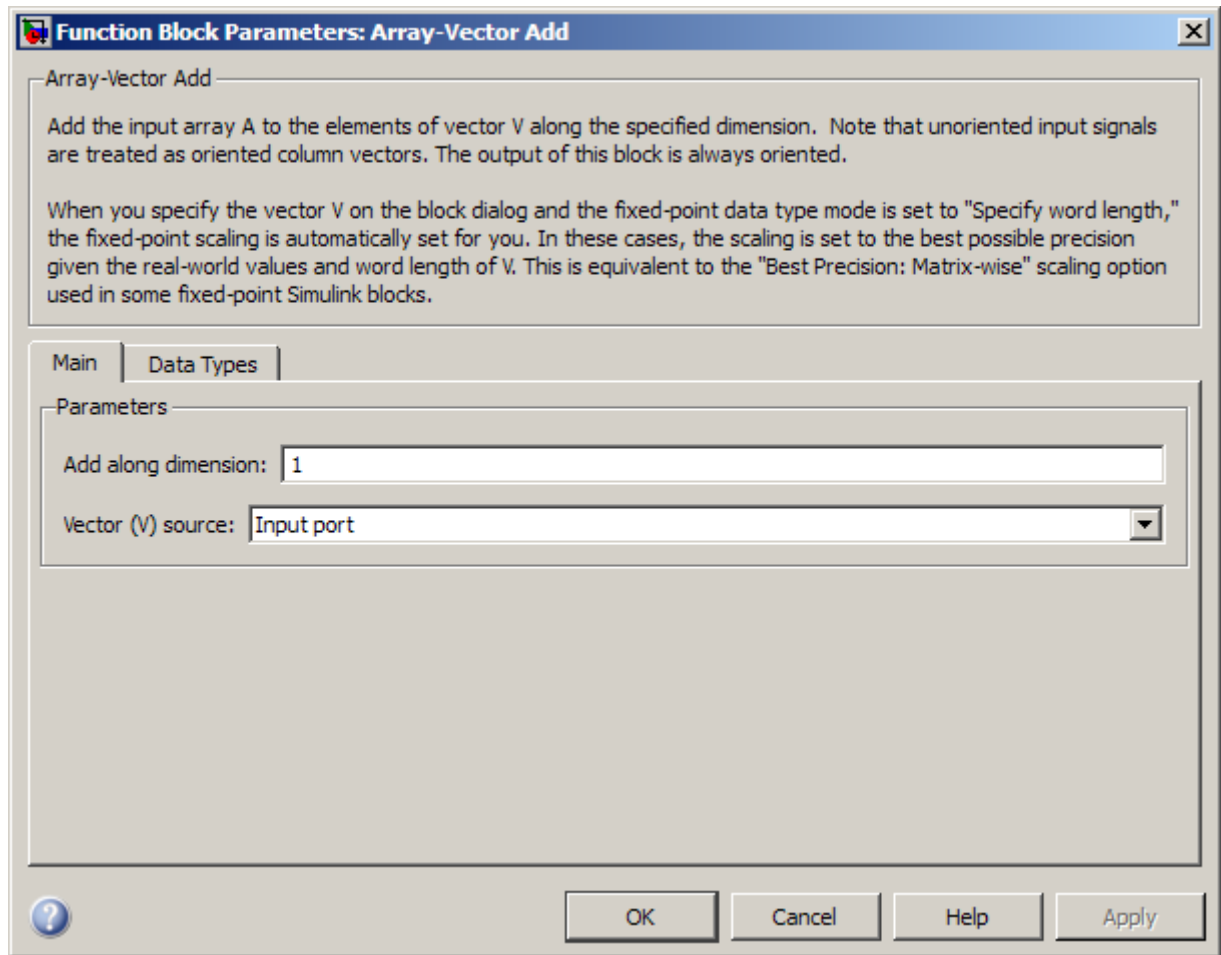 Function Block Parameters: Array-Vector Add
Array-Vector Add
Add the input array A to the elements of vector V along the specified dimension.  Note that unoriented input signals
are treated as oriented column vectors. The output of this block is always oriented.
When you specify the vector V on the block dialog and the fixed-point data type mode is set to "Specify word length,"
the fixed-point scaling is automatically set for you. In these cases, the scaling is set to the best possible precision
given the real-world values and word length of V. This is equivalent to the "Best Precision: Matrix-wise" scaling option
used in some fixed-point Simulink blocks.
Main Data Types
Parameters
Add along dimension: 1
Vector (V) source: Input port
OK Cancel Help Apply